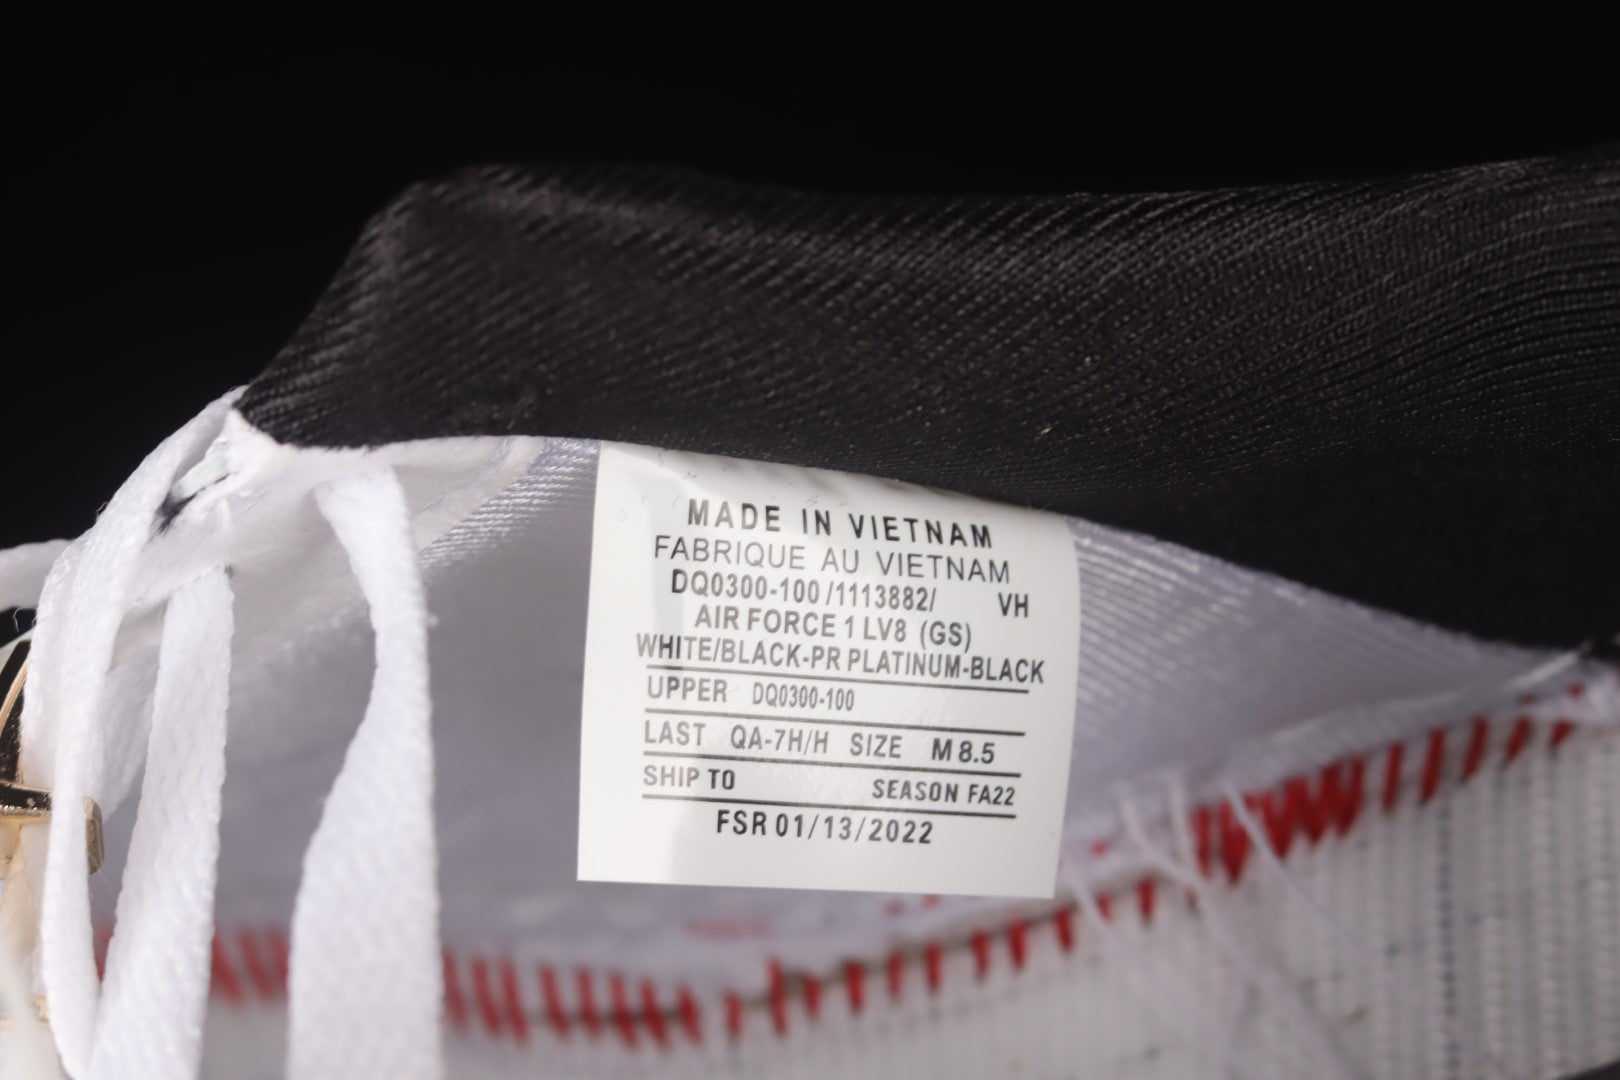 MADE IN VIETNAM
FABRIQUE AU VIETNAM
DQ0300-100 /1113882/ VH
AIR FORCE 1 LV8 (GS)
WHITE/BLACK-PR PLATINUM-BLACK
UPPER DQ0300-100
LAST QA-7H/H SIZE M 8.5
SHIP TO SEASON FA22
FSR 01/13/2022